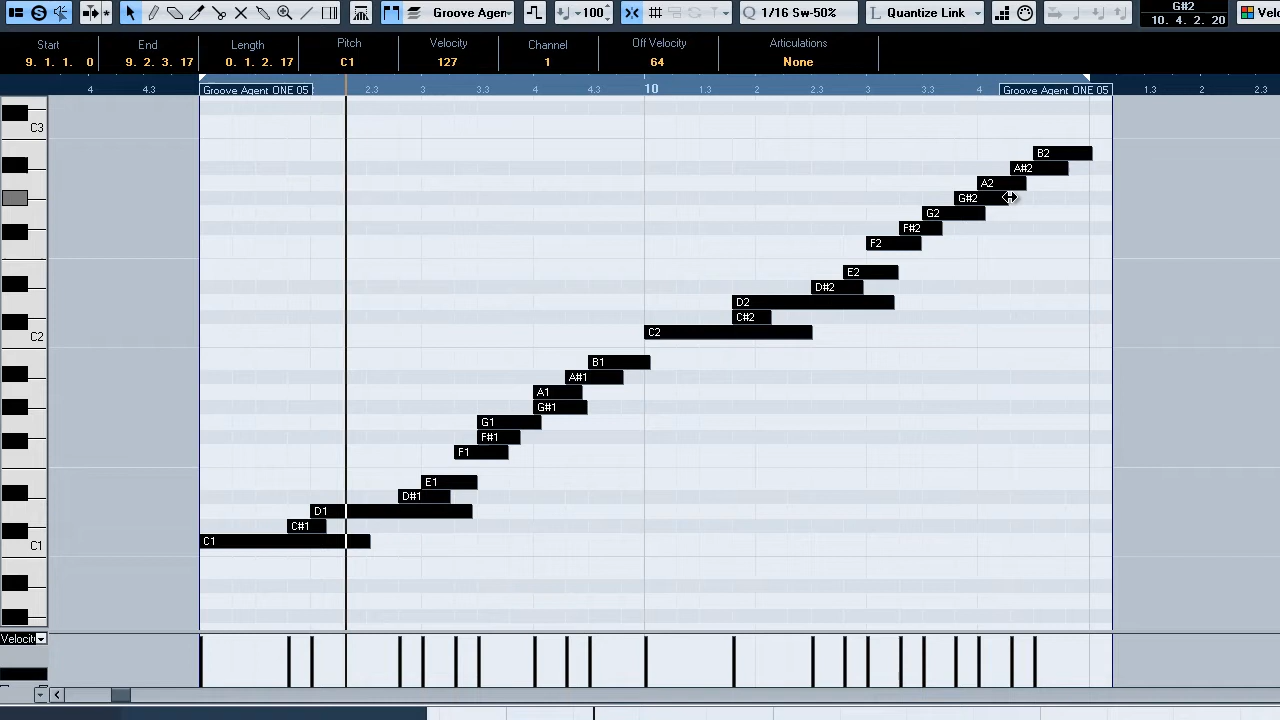 G#2
Groove Agen 100 Q 1/16 Sw-50% L Quantize Link 10. 4. 2. 20
Start End Length Pitch Velocity Channel Off Velocity Articulations
9. 1. 1. 0 9. 2. 3. 17 0. 1. 2. 17 C1 127 1 64 None
Groove Agent ONE 05 Groove Agent ONE 05
4 4.3 2.3 3 3.3 4 4.3 10 1.3 2 2.3 3 3.3 4 1.3 2 2.3
C3
B2
A#2
A2
G#2
G2
F#2
F2
E2
D#2
D2
C#2
C2 C2
B1
A#1
A1
G#1
G1
F#1
F1
E1
D#1
D1
C#1
C1 C1